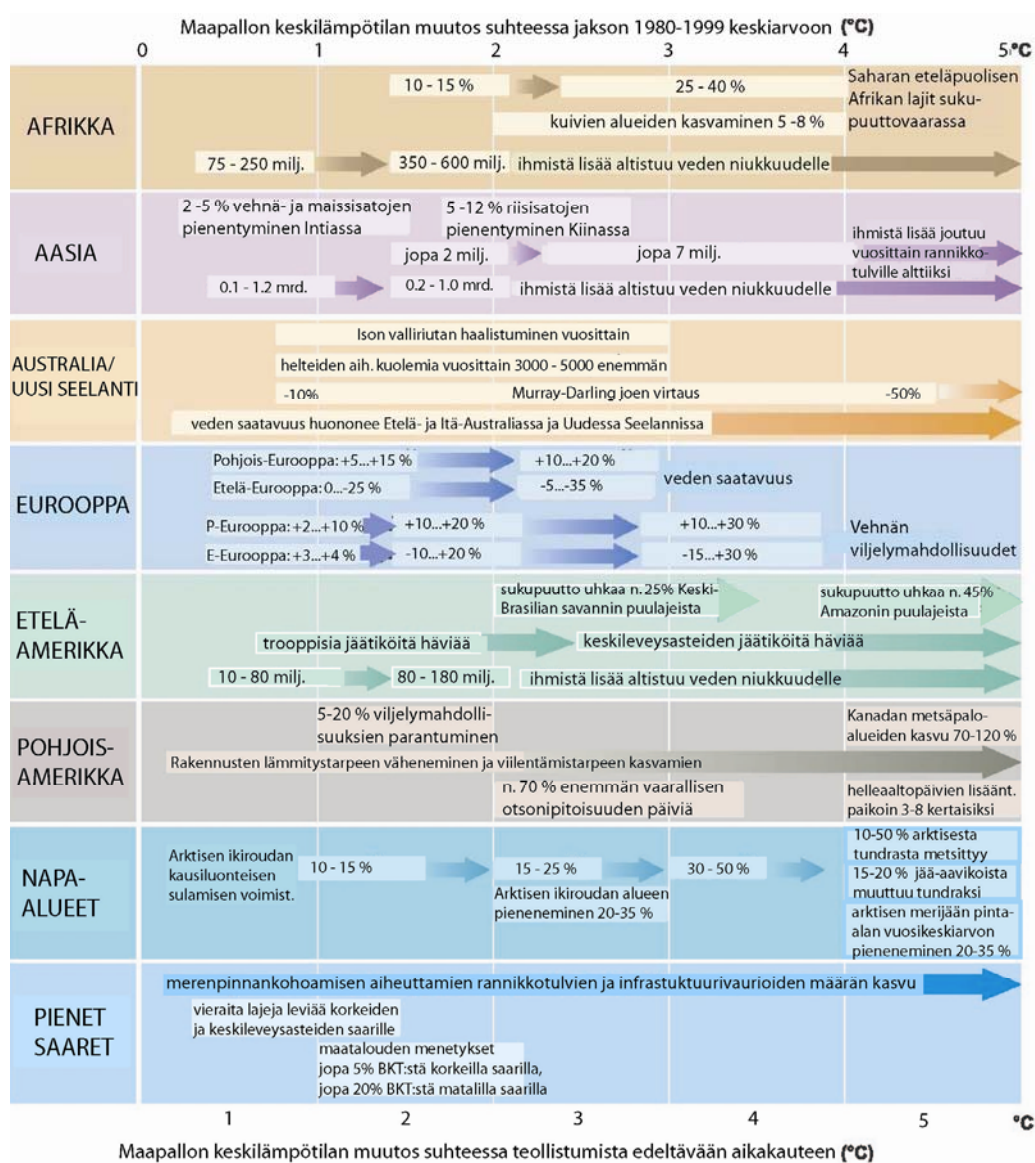 Maapallon keskilämpötilan muutos suhteessa jakson 1980-1999 keskiarvoon (°C)
0 1 2 3 4 5 °C
AFRIKKA
10 - 15 % 25 - 40 %
Saharan eteläpuolisen
Afrikan lajit suku-
puuttovaarassa
kuivien alueiden kasvaminen 5 -8 %
75 - 250 milj. 350 - 600 milj. ihmistä lisää altistuu veden niukkuudelle
AASIA
2 -5 % vehnä- ja maissisatojen
pienentyminen Intiassa
5 -12 % riisisatojen
pienentyminen Kiinassa
jopa 2 milj. jopa 7 milj.
ihmistä lisää joutuu
vuosittain rannikko-
tulville alttiiksi
0.1 - 1.2 mrd. 0.2 - 1.0 mrd. ihmistä lisää altistuu veden niukkuudelle
AUSTRALIA/
UUSI SEELANTI
Ison valliriutan haalistuminen vuosittain
helteiden aih. kuolemia vuosittain 3000 - 5000 enemmän
-10% Murray-Darling joen virtaus -50%
veden saatavuus huononee Etelä- ja Itä-Australiassa ja Uudessa Seelannissa
EUROOPPA
Pohjois-Eurooppa: +5...+15 % +10...+20 %
Etelä-Eurooppa: 0...-25 % -5...-35 %
veden saatavuus
P-Eurooppa: +2...+10 % +10...+20 % +10...+30 %
E-Eurooppa: +3...+4 % -10...+20 % -15...+30 %
Vehnän
viljelymahdollisuudet
ETELÄ-
AMERIKKA
sukupuutto uhkaa n. 25% Keski-
Brasilian savannin puulajeista
sukupuutto uhkaa n. 45%
Amazonin puulajeista
trooppisia jäätiköitä häviää keskileveysasteiden jäätiköitä häviää
10 - 80 milj. 80 - 180 milj. ihmistä lisää altistuu veden niukkuudelle
POHJOIS-
AMERIKKA
5-20 % viljelymahdolli-
suuksien parantuminen
Kanadan metsäpalo-
alueiden kasvu 70-120 %
Rakennusten lämmitystarpeen väheneminen ja viilentämistarpeen kasvamien
n. 70 % enemmän vaarallisen
otsonipitoisuuden päiviä
helleaaltopäivien lisäänt.
paikoin 3-8 kertaisiksi
NAPA-
ALUEET
Arktisen ikiroudan
kausiluonteisen
sulamisen voimist.
10 - 15 % 15 - 25 % 30 - 50 %
Arktisen ikiroudan alueen
pieneneminen 20-35 %
10-50 % arktisesta
tundrasta metsittyy
15-20 % jää-aavikoista
muuttuu tundraksi
arktisen merijään pinta-
alan vuosikeskiarvon
pieneneminen 20-35 %
PIENET
SAARET
merenpinnankohoamisen aiheuttamien rannikkotulvien ja infrastuktuurivaurioiden määrän kasvu
vieraita lajeja leviää korkeiden
ja keskileveysasteiden saarille
maatalouden menetykset
jopa 5% BKT:stä korkeilla saarilla,
jopa 20% BKT:stä matalilla saarilla
1 2 3 4 5 °C
Maapallon keskilämpötilan muutos suhteessa teollistumista edeltävään aikakauteen (°C)